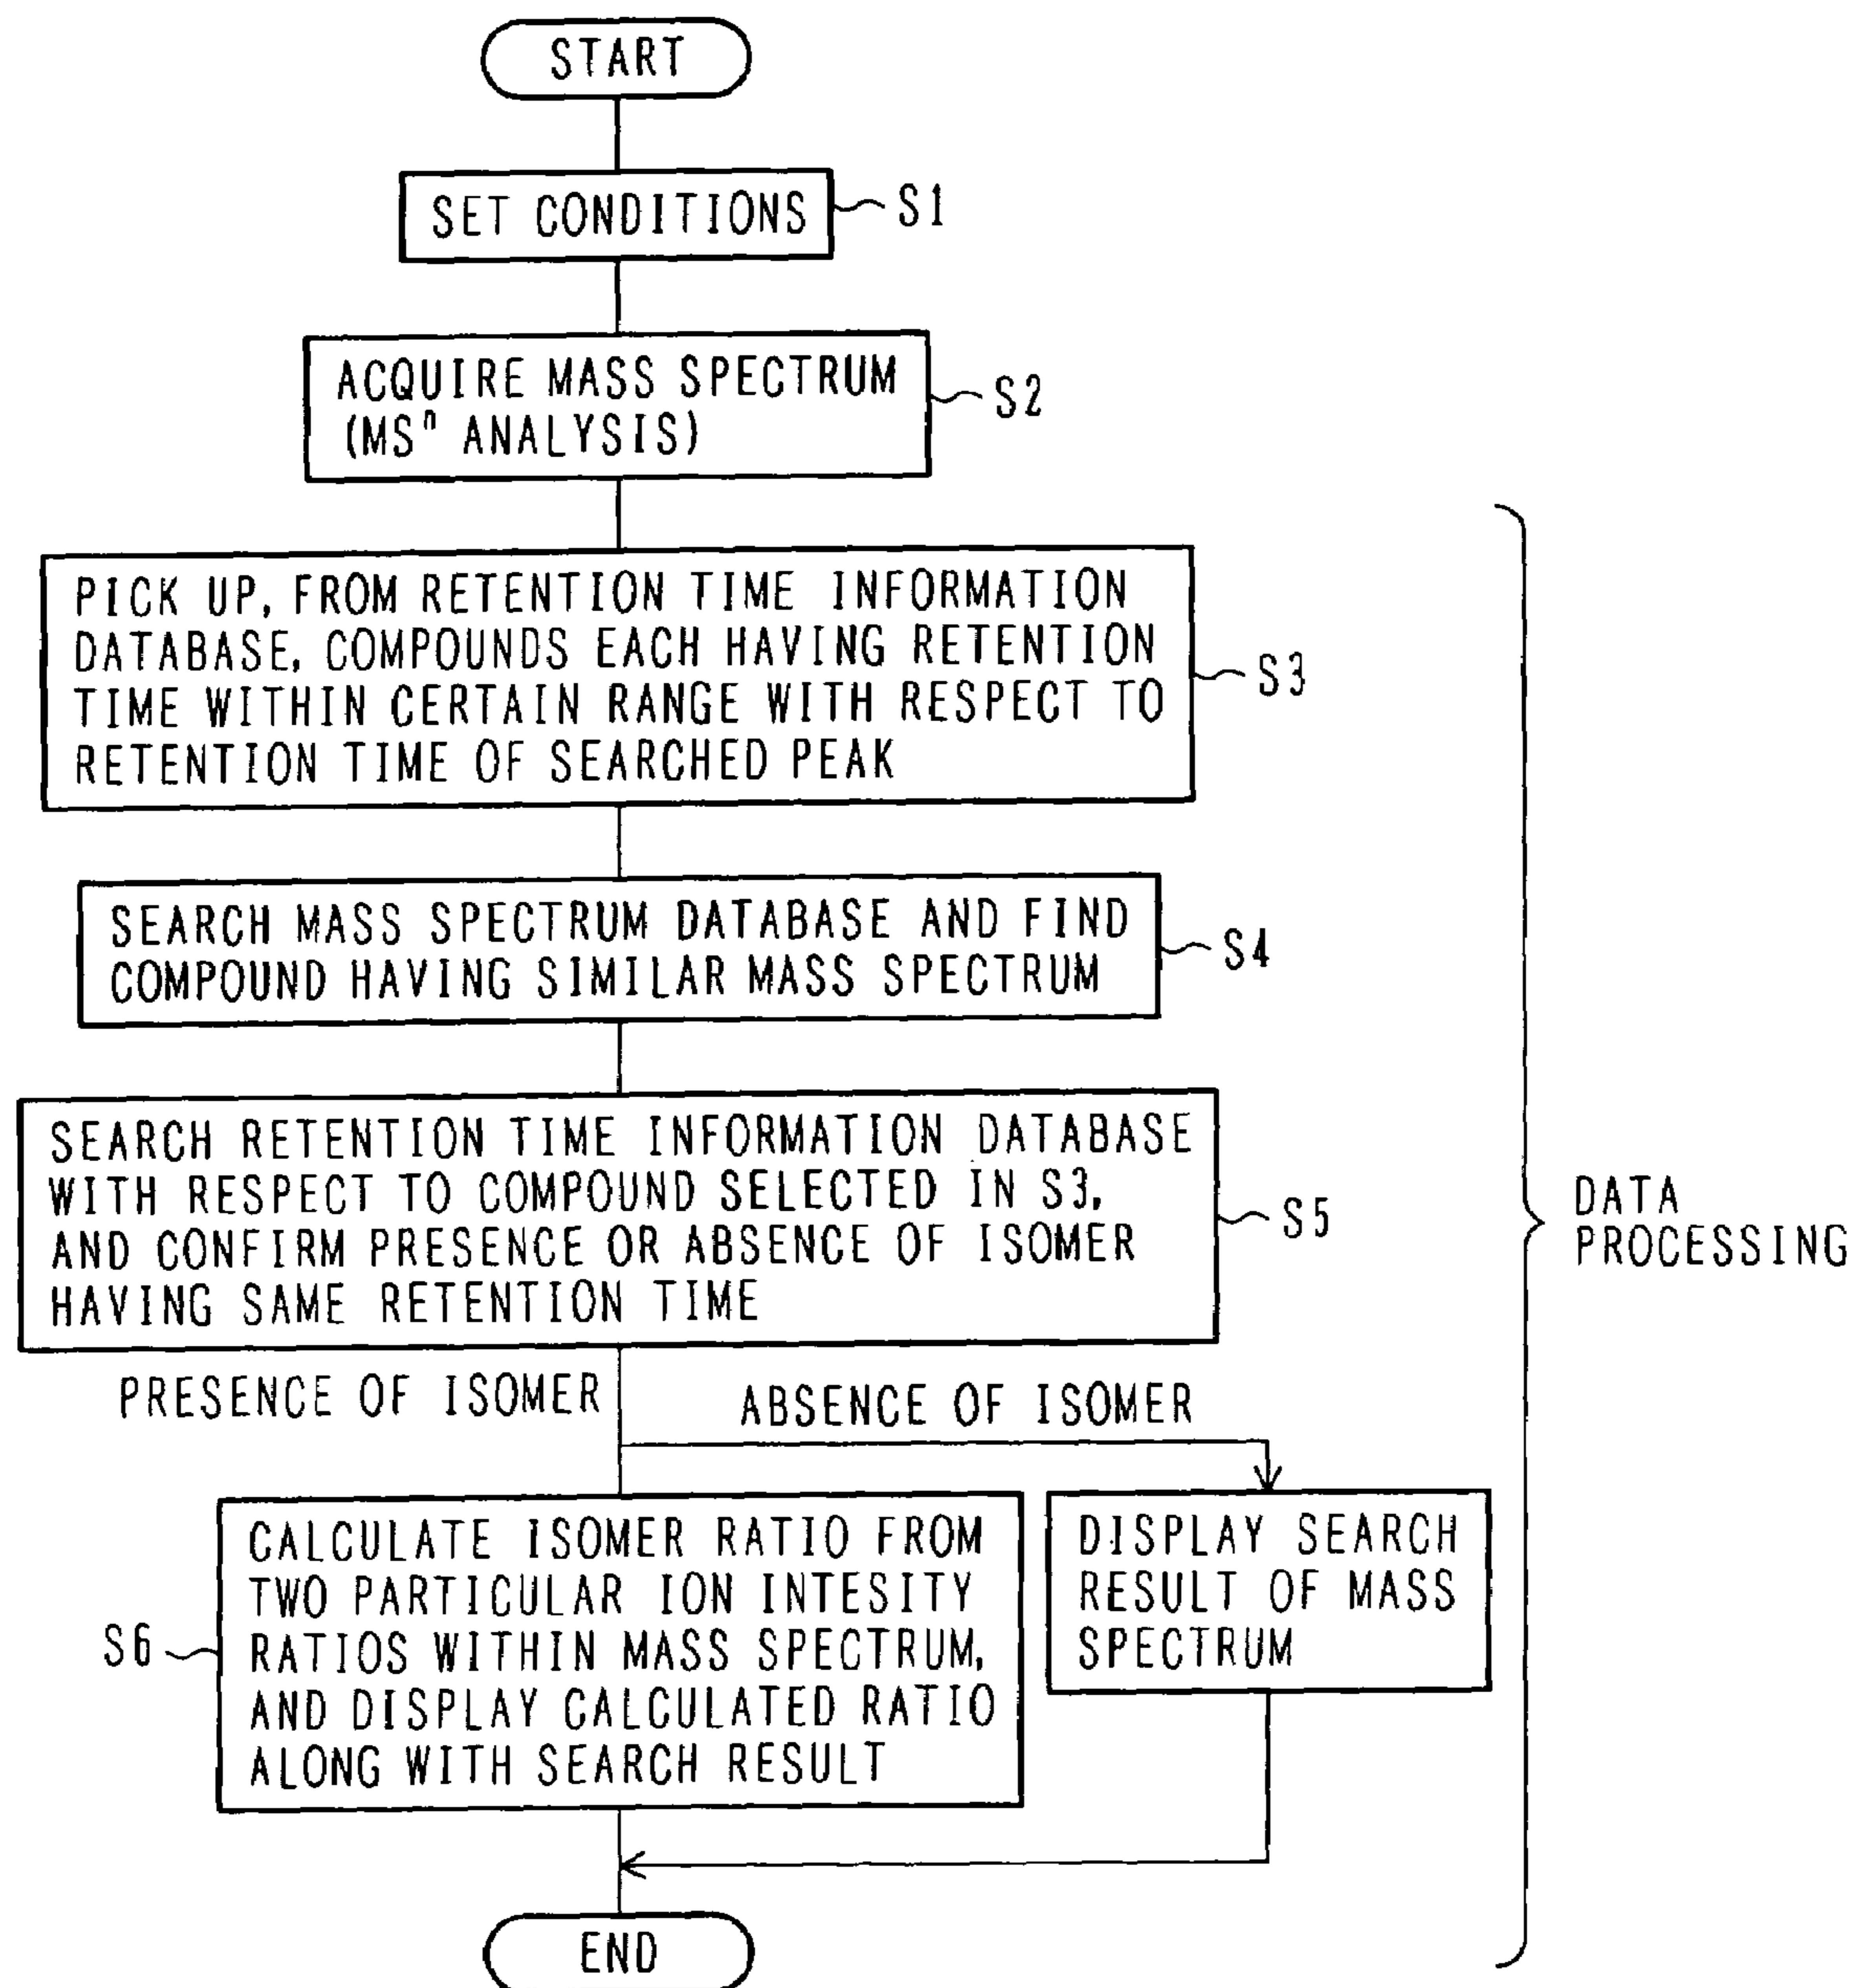 START
SET CONDITIONS
S1
ACQUIRE MASS SPECTRUM
(MSⁿ ANALYSIS)
S2
PICK UP, FROM RETENTION TIME INFORMATION
DATABASE, COMPOUNDS EACH HAVING RETENTION
TIME WITHIN CERTAIN RANGE WITH RESPECT TO
RETENTION TIME OF SEARCHED PEAK
S3
SEARCH MASS SPECTRUM DATABASE AND FIND
COMPOUND HAVING SIMILAR MASS SPECTRUM
S4
SEARCH RETENTION TIME INFORMATION DATABASE
WITH RESPECT TO COMPOUND SELECTED IN S3,
AND CONFIRM PRESENCE OR ABSENCE OF ISOMER
HAVING SAME RETENTION TIME
S5
DATA
PROCESSING
PRESENCE OF ISOMER
ABSENCE OF ISOMER
CALCULATE ISOMER RATIO FROM
TWO PARTICULAR ION INTESITY
RATIOS WITHIN MASS SPECTRUM,
AND DISPLAY CALCULATED RATIO
ALONG WITH SEARCH RESULT
S6
DISPLAY SEARCH
RESULT OF MASS
SPECTRUM
END